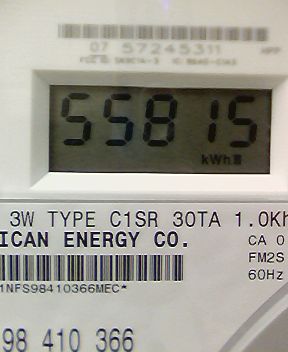 07 57245311
55815
kWh
3W TYPE C1SR 30TA 1.0Kh
ICAN ENERGY CO.
CA 0
FM2S
1NFS98410366MEC*
60Hz
98 410 366